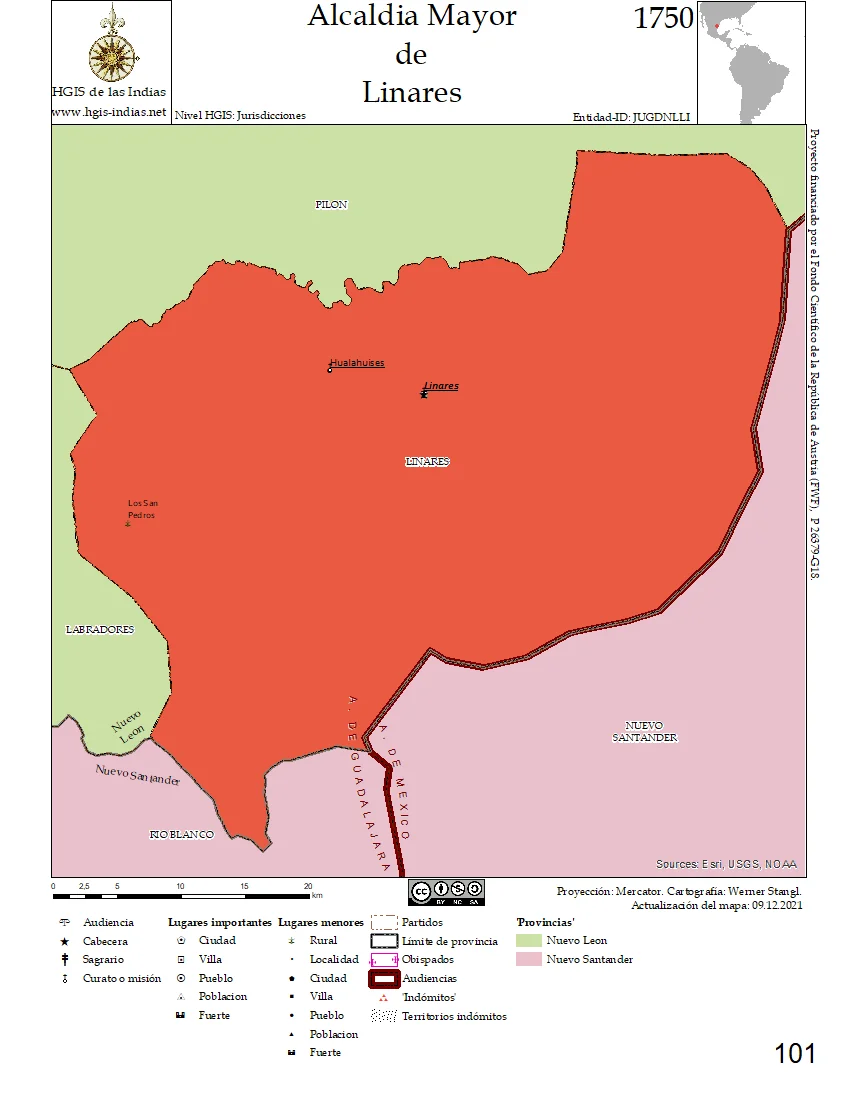 Alcaldia Mayor
de
Linares
1750
HGIS de las Indias
www.hgis-indias.net
Nivel HGIS: Jurisdicciones
Entidad-ID: JUGDNLLI
Proyecto financiado por el Fondo Científico de la República de Austria (FWF), P 26379-G18.
PILON
Hualahuises
Linares
LINARES
Los San
Pedros
LABRADORES
Nuevo
Leon
Nuevo Santander
RIO BLANCO
A. DE GUADALAJARA
A. DE MEXICO
NUEVO
SANTANDER
Sources: Esri, USGS, NOAA
0 2,5 5 10 15 20
km
cc BY NC SA
Proyección: Mercator. Cartografía: Werner Stangl.
Actualización del mapa: 09.12.2021
Audiencia
Cabecera
Sagrario
Curato o misión
Lugares importantes
Ciudad
Villa
Pueblo
Poblacion
Fuerte
Lugares menores
Rural
Localidad
Ciudad
Villa
Pueblo
Poblacion
Fuerte
Partidos
Límite de provincia
Obispados
Audiencias
'Indómitos'
Territorios indómitos
'Provincias'
Nuevo Leon
Nuevo Santander
101